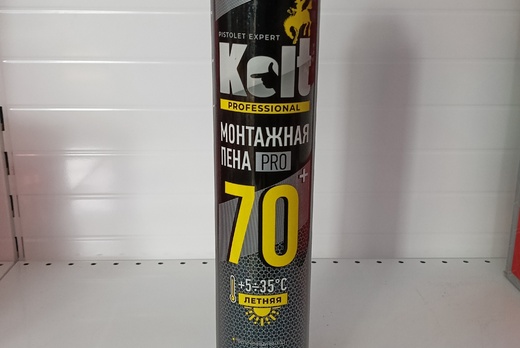 PISTOLET EXPERT
Kelt
PROFESSIONAL
МОНТАЖНАЯ
ПЕНА PRO
70+
+5÷35°C
ЛЕТНЯЯ